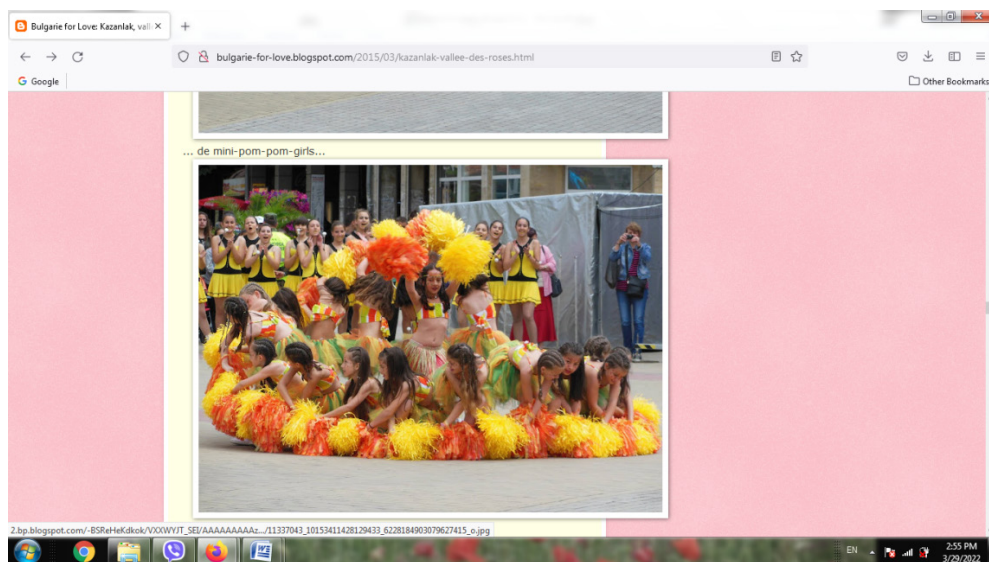 Bulgarie for Love: Kazanlak, vall
bulgarie-for-love.blogspot.com/2015/03/kazanlak-vallee-des-roses.html
Google
Other Bookmarks
... de mini-pom-pom-girls...
2.bp.blogspot.com/-BSReHeKdkok/VXXWYJT_SEI/AAAAAAAAAz.../11337043_10153411428129433_6228184903079627415_o.jpg
EN
2:55 PM
3/29/2022